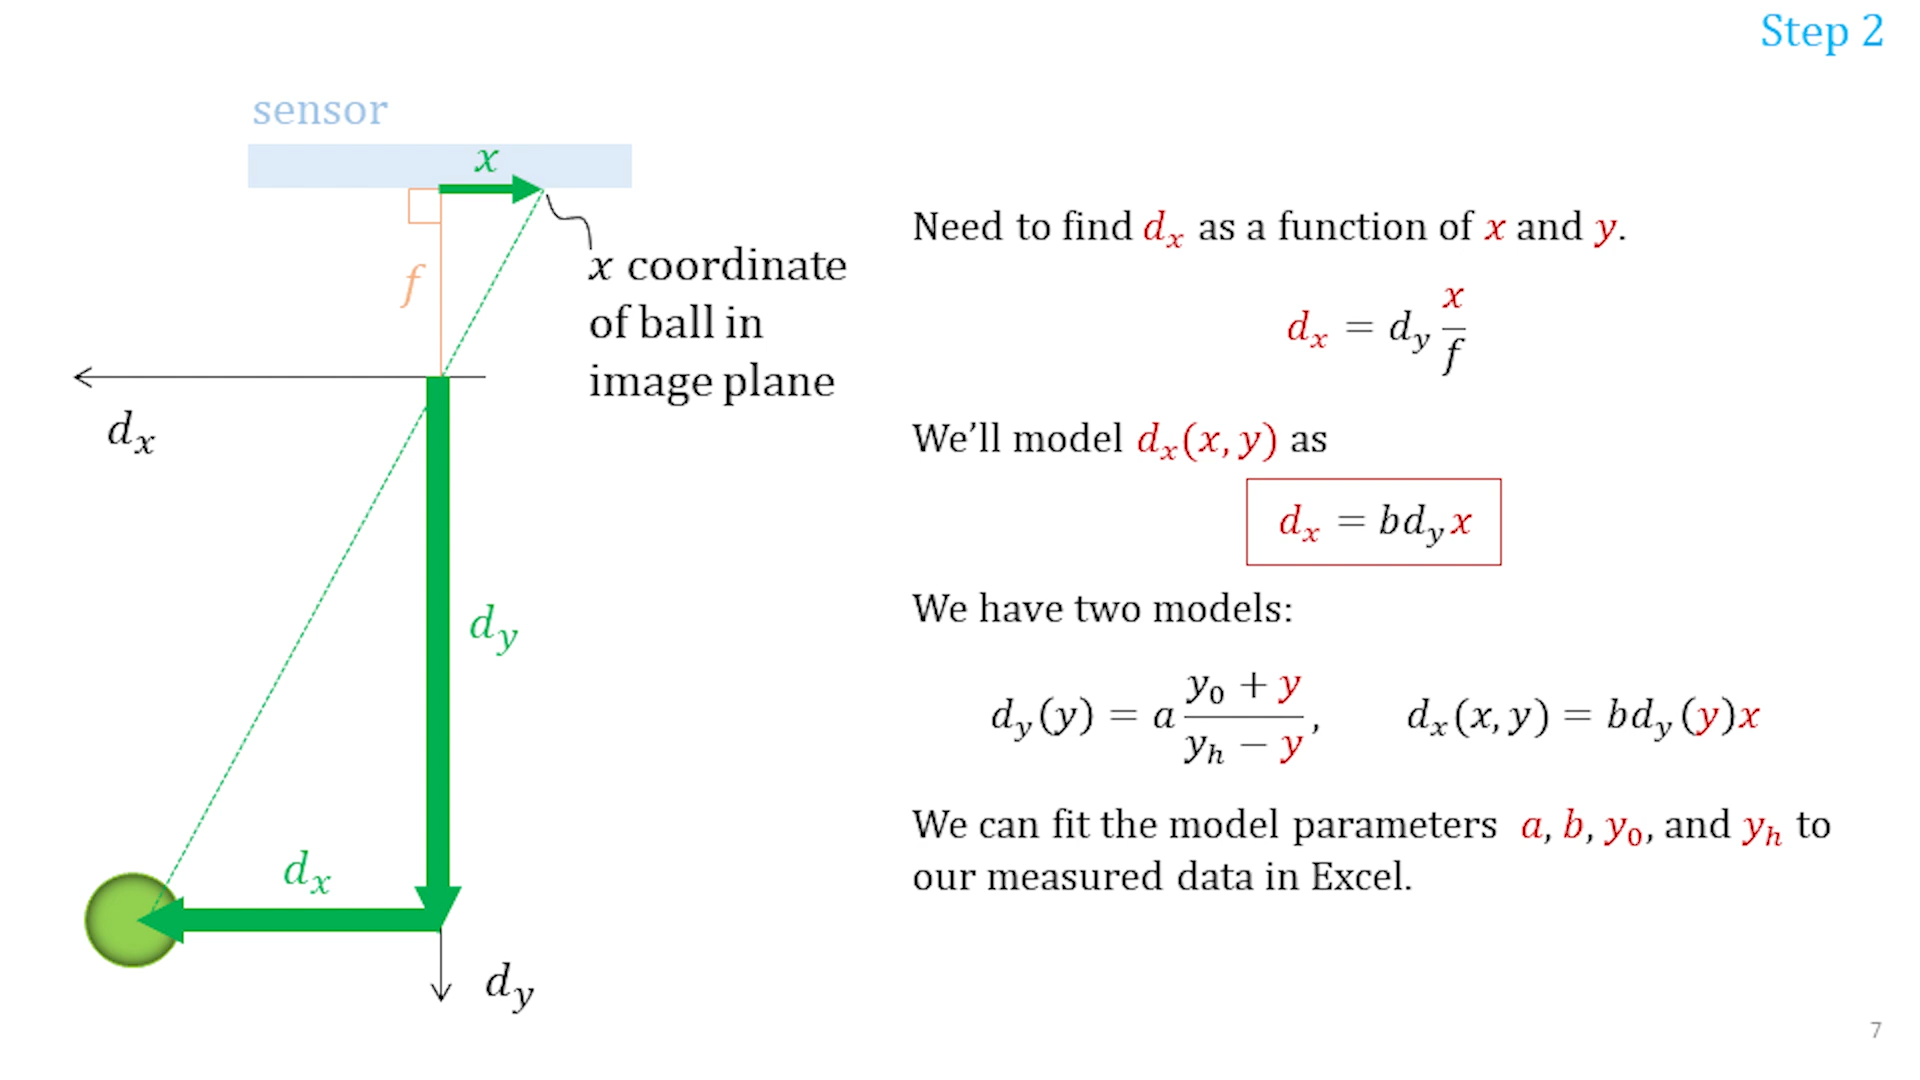 Step 2
sensor
x
f
x coordinate
of ball in
image plane
d_x
d_y
d_x
d_y
Need to find d_x as a function of x and y.
d_x = d_y x/f
We'll model d_x(x, y) as
d_x = bd_y x
We have two models:
d_y(y) = a (y_0 + y)/(y_h − y), d_x(x, y) = bd_y(y)x
We can fit the model parameters a, b, y_0, and y_h to
our measured data in Excel.
7